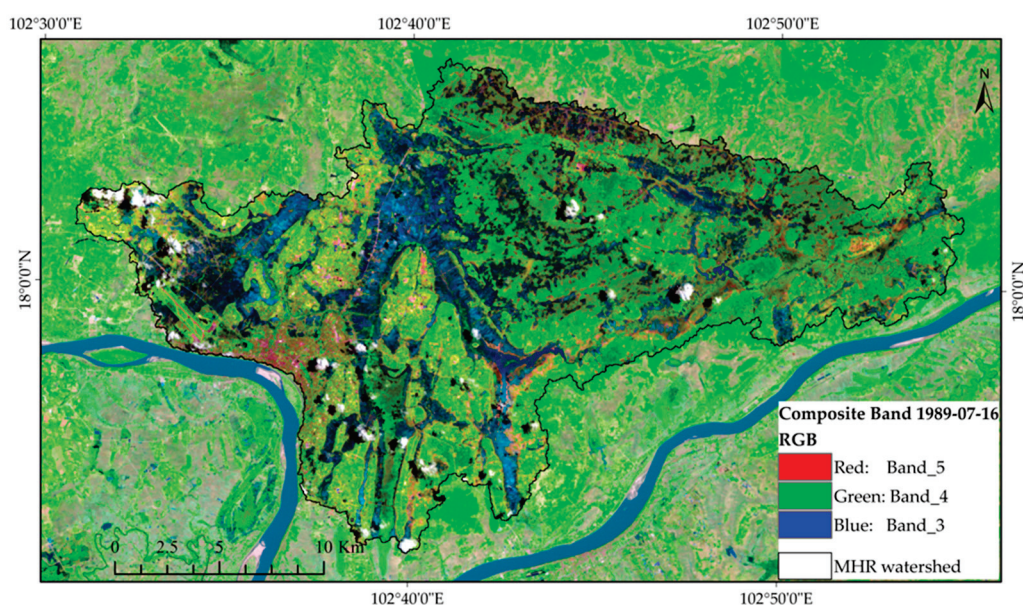 102°30'0"E 102°40'0"E 102°50'0"E
N
18°0'0"N
18°0'0"N
Composite Band 1989-07-16
RGB
Red: Band_5
Green: Band_4
Blue: Band_3
MHR watershed
0 2.5 5 10 Km
102°40'0"E 102°50'0"E